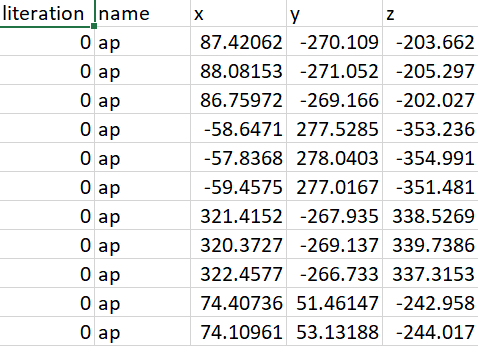 literation name x y z
0 ap 87.42062 -270.109 -203.662
0 ap 88.08153 -271.052 -205.297
0 ap 86.75972 -269.166 -202.027
0 ap -58.6471 277.5285 -353.236
0 ap -57.8368 278.0403 -354.991
0 ap -59.4575 277.0167 -351.481
0 ap 321.4152 -267.935 338.5269
0 ap 320.3727 -269.137 339.7386
0 ap 322.4577 -266.733 337.3153
0 ap 74.40736 51.46147 -242.958
0 ap 74.10961 53.13188 -244.017